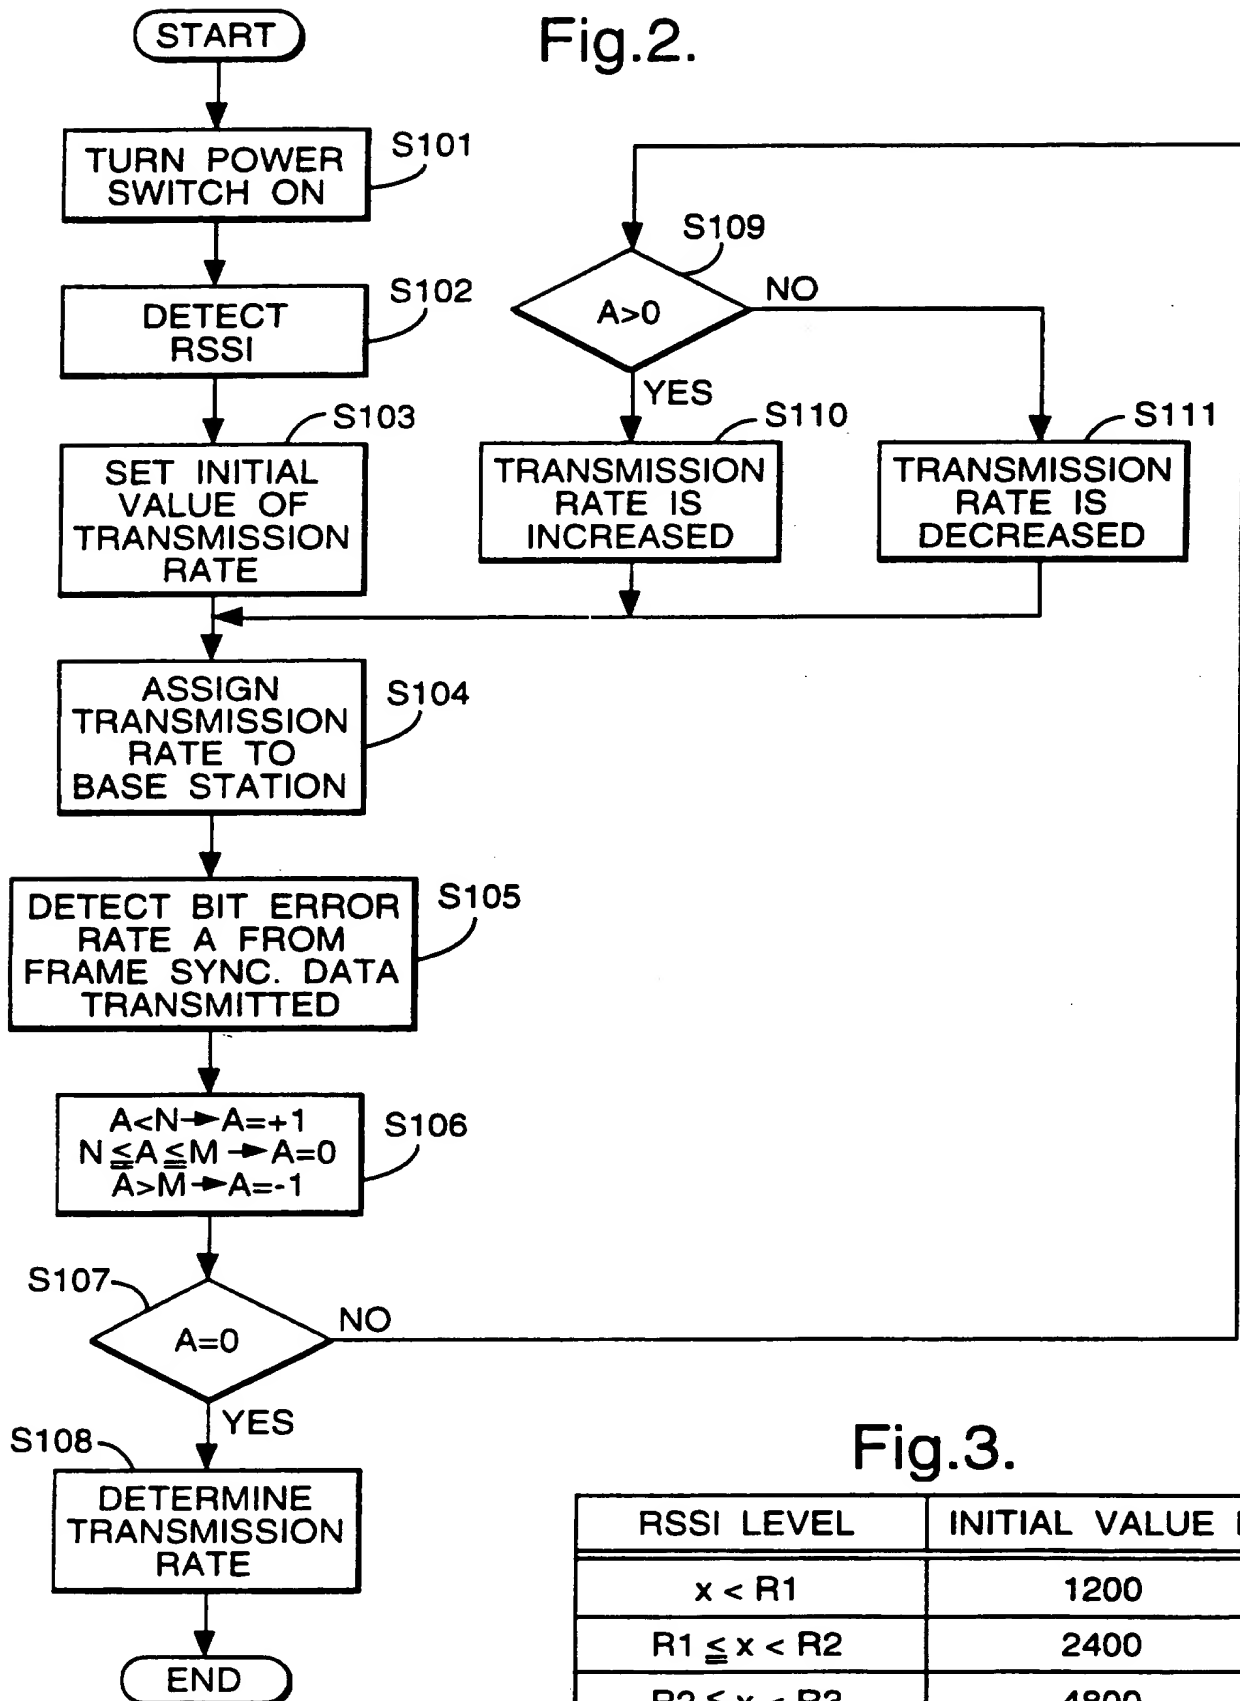 START
Fig.2.
TURN POWER
SWITCH ON
S101
DETECT
RSSI
S102
SET INITIAL
VALUE OF
TRANSMISSION
RATE
S103
A>0
S109
NO
YES
TRANSMISSION
RATE IS
INCREASED
S110
TRANSMISSION
RATE IS
DECREASED
S111
ASSIGN
TRANSMISSION
RATE TO
BASE STATION
S104
DETECT BIT ERROR
RATE A FROM
FRAME SYNC. DATA
TRANSMITTED
S105
A<N→A=+1
N≦A≦M→A=0
A>M→A=-1
S106
S107
A=0
NO
YES
S108
DETERMINE
TRANSMISSION
RATE
END
Fig.3.
RSSI LEVEL
INITIAL VALUE
x < R1
1200
R1 ≦ x < R2
2400
R2 ≦ x < R3
4800